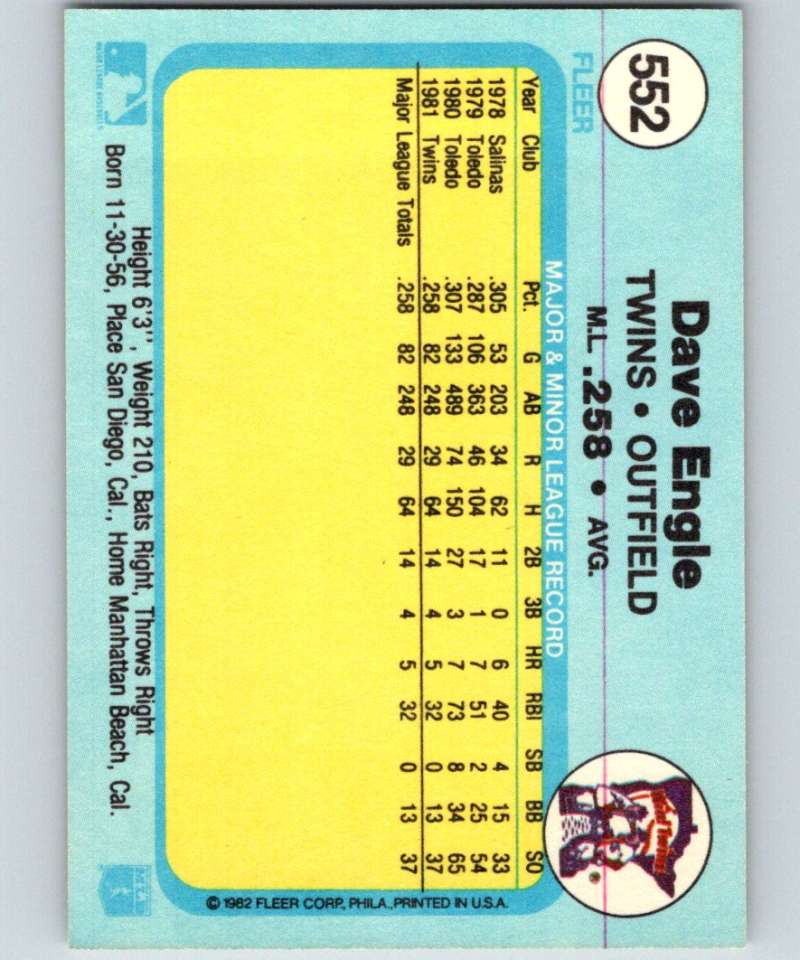 552
FLEER
Dave Engle
TWINS • OUTFIELD
M.L. .258 • AVG.
MAJOR & MINOR LEAGUE RECORD
Year Club Pct. G AB R H 2B 3B HR RBI SB BB SO
1978 Salinas .305 53 203 34 62 11 0 6 40 4 15 33
1979 Toledo .287 106 363 46 104 17 1 7 51 2 25 54
1980 Toledo .307 133 489 74 150 27 3 7 73 8 34 65
1981 Twins .258 82 248 29 64 14 4 5 32 0 13 37
Major League Totals .258 82 248 29 64 14 4 5 32 0 13 37
© 1982 FLEER CORP., PHILA., PRINTED IN U.S.A.
Height 6'3", Weight 210, Bats Right, Throws Right
Born 11-30-56, Place San Diego, Cal., Home Manhattan Beach, Cal.
MAJOR LEAGUE BASEBALL